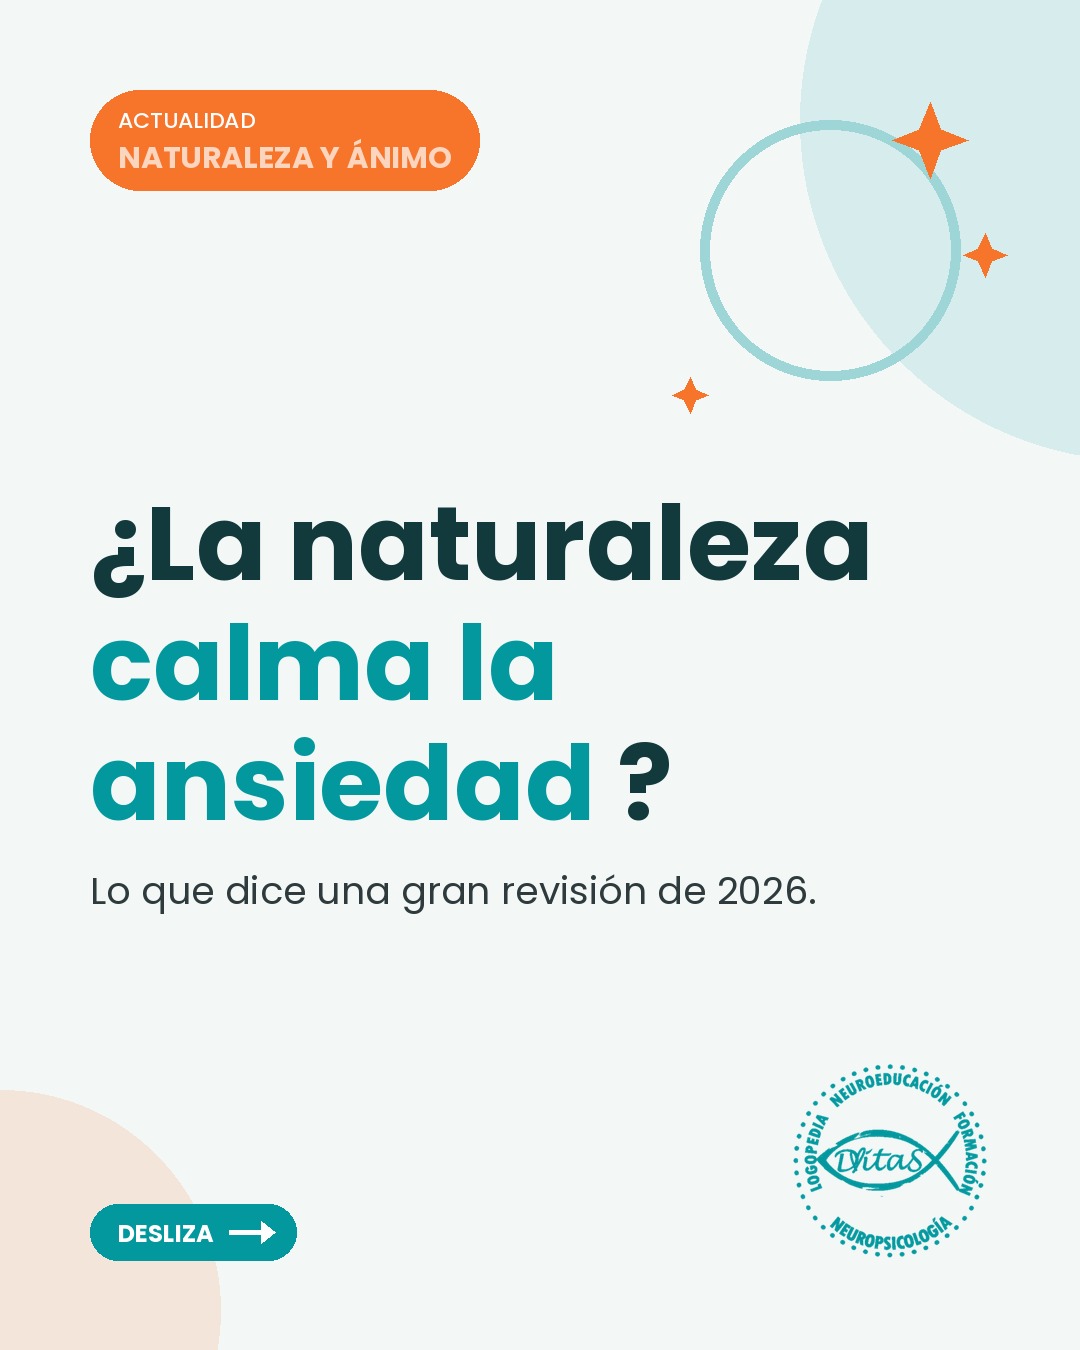 ACTUALIDAD
NATURALEZA Y ÁNIMO
¿La naturaleza
calma la
ansiedad ?
Lo que dice una gran revisión de 2026.
DESLIZA
LOGOPEDIA NEUROEDUCACIÓN FORMACIÓN
NEUROPSICOLOGÍA